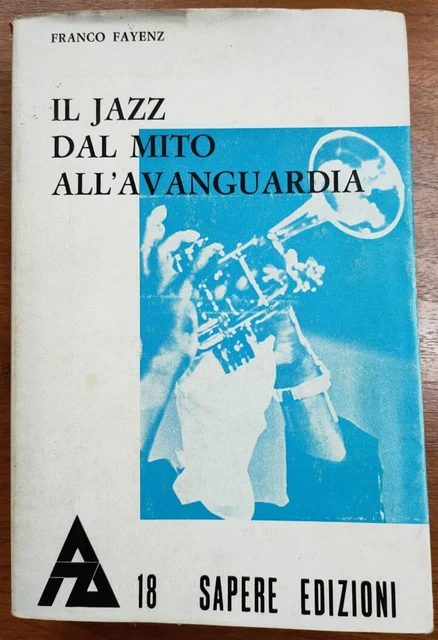 FRANCO FAYENZ
IL JAZZ
DAL MITO
ALL'AVANGUARDIA
18 SAPERE EDIZIONI